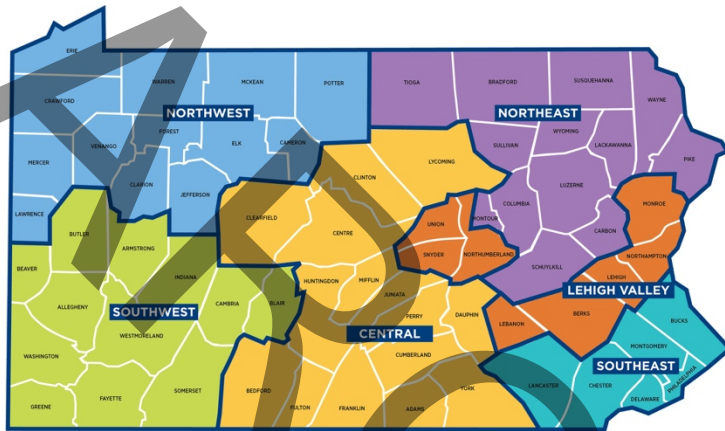 ERIE
WARREN
MCKEAN
POTTER
CRAWFORD
NORTHWEST
FOREST
VENANGO
ELK
CAMERON
MERCER
CLARION
JEFFERSON
LAWRENCE
TIOGA
BRADFORD
SUSQUEHANNA
WAYNE
NORTHEAST
WYOMING
SULLIVAN
LACKAWANNA
PIKE
LUZERNE
COLUMBIA
MONTOUR
CARBON
SCHUYLKILL
LYCOMING
CLINTON
CLEARFIELD
CENTRE
UNION
SNYDER
NORTHUMBERLAND
MONROE
NORTHAMPTON
LEHIGH
LEHIGH VALLEY
BERKS
LEBANON
BUTLER
ARMSTRONG
BEAVER
INDIANA
ALLEGHENY
CAMBRIA
BLAIR
SOUTHWEST
WESTMORELAND
WASHINGTON
SOMERSET
FAYETTE
GREENE
HUNTINGDON
MIFFLIN
JUNIATA
PERRY
DAUPHIN
CENTRAL
CUMBERLAND
BEDFORD
FULTON
FRANKLIN
ADAMS
YORK
BUCKS
MONTGOMERY
SOUTHEAST
LANCASTER
CHESTER
DELAWARE
PHILADELPHIA